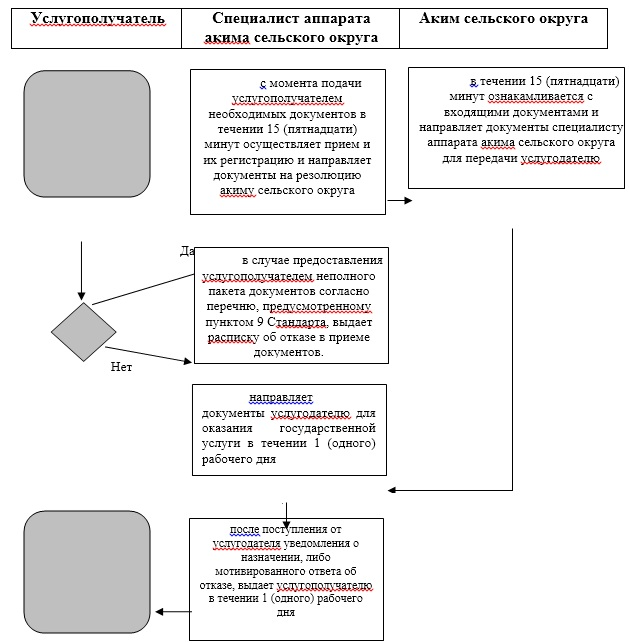 Услугополучатель
Специалист аппарата
акима сельского округа
Аким сельского округа
с момента подачи
услугополучателем
необходимых документов в
течении 15 (пятнадцати)
минут осуществляет прием и
их регистрацию и направляет
документы на резолюцию
акиму сельского округа
в течении 15 (пятнадцати)
минут ознакамливается с
входящими документами и
направляет документы специалисту
аппарата акима сельского округа
для передачи услугодателю
Да
в случае предоставления
услугополучателем неполного
пакета документов согласно
перечню, предусмотренному
пунктом 9 Стандарта, выдает
расписку об отказе в приеме
документов.
Нет
направляет
документы услугодателю для
оказания государственной
услуги в течении 1 (одного)
рабочего дня
после поступления от
услугодателя уведомления о
назначении, либо
мотивированного ответа об
отказе, выдает услугополучателю
в течении 1 (одного) рабочего
дня